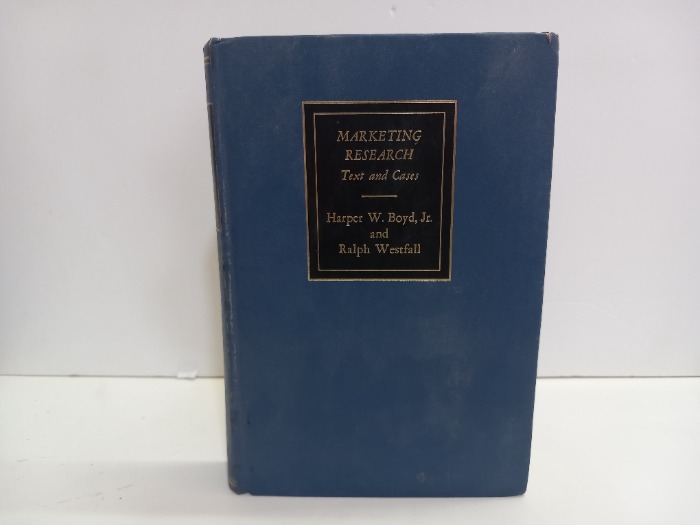 MARKETING
RESEARCH
Text and Cases
Harper W. Boyd, Jr.
and
Ralph Westfall